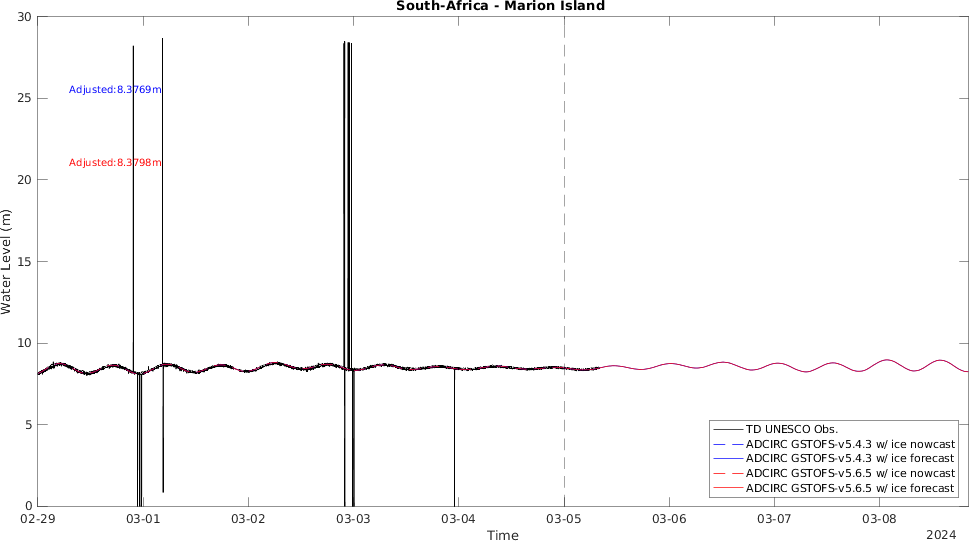 South-Africa - Marion Island
30
25
20
15
10
5
0
Water Level (m)
Adjusted:8.3769m
Adjusted:8.3798m
TD UNESCO Obs.
ADCIRC GSTOFS-v5.4.3 w/ ice nowcast
ADCIRC GSTOFS-v5.4.3 w/ ice forecast
ADCIRC GSTOFS-v5.6.5 w/ ice nowcast
ADCIRC GSTOFS-v5.6.5 w/ ice forecast
02-29 03-01 03-02 03-03 03-04 03-05 03-06 03-07 03-08
Time
2024